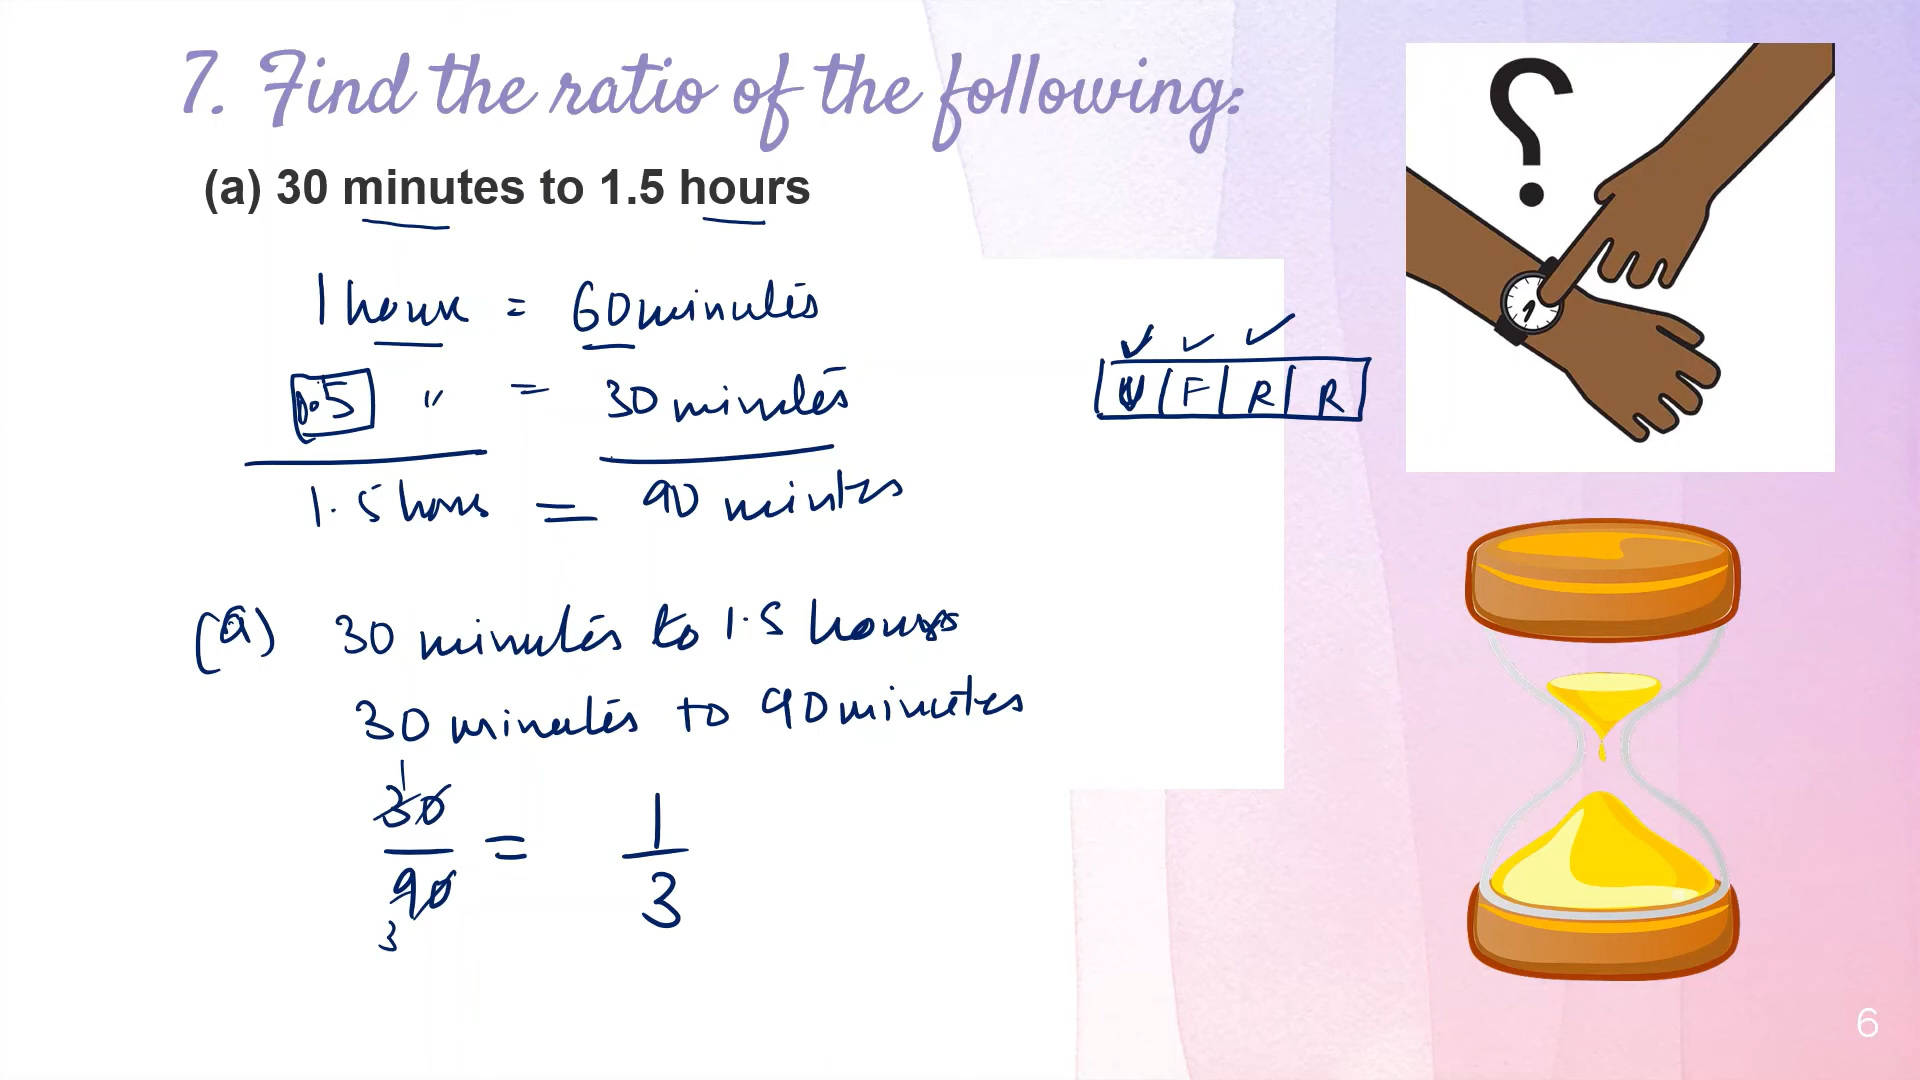 7. Find the ratio of the following:
(a) 30 minutes to 1.5 hours
1 hour = 60 minutes
0.5 " = 30 minutes
1.5 hours = 90 mintes
U F R R
(a) 30 minutes to 1.5 hours
30 minutes to 90 minutes
1
30
90
3
=
1
3
?
6